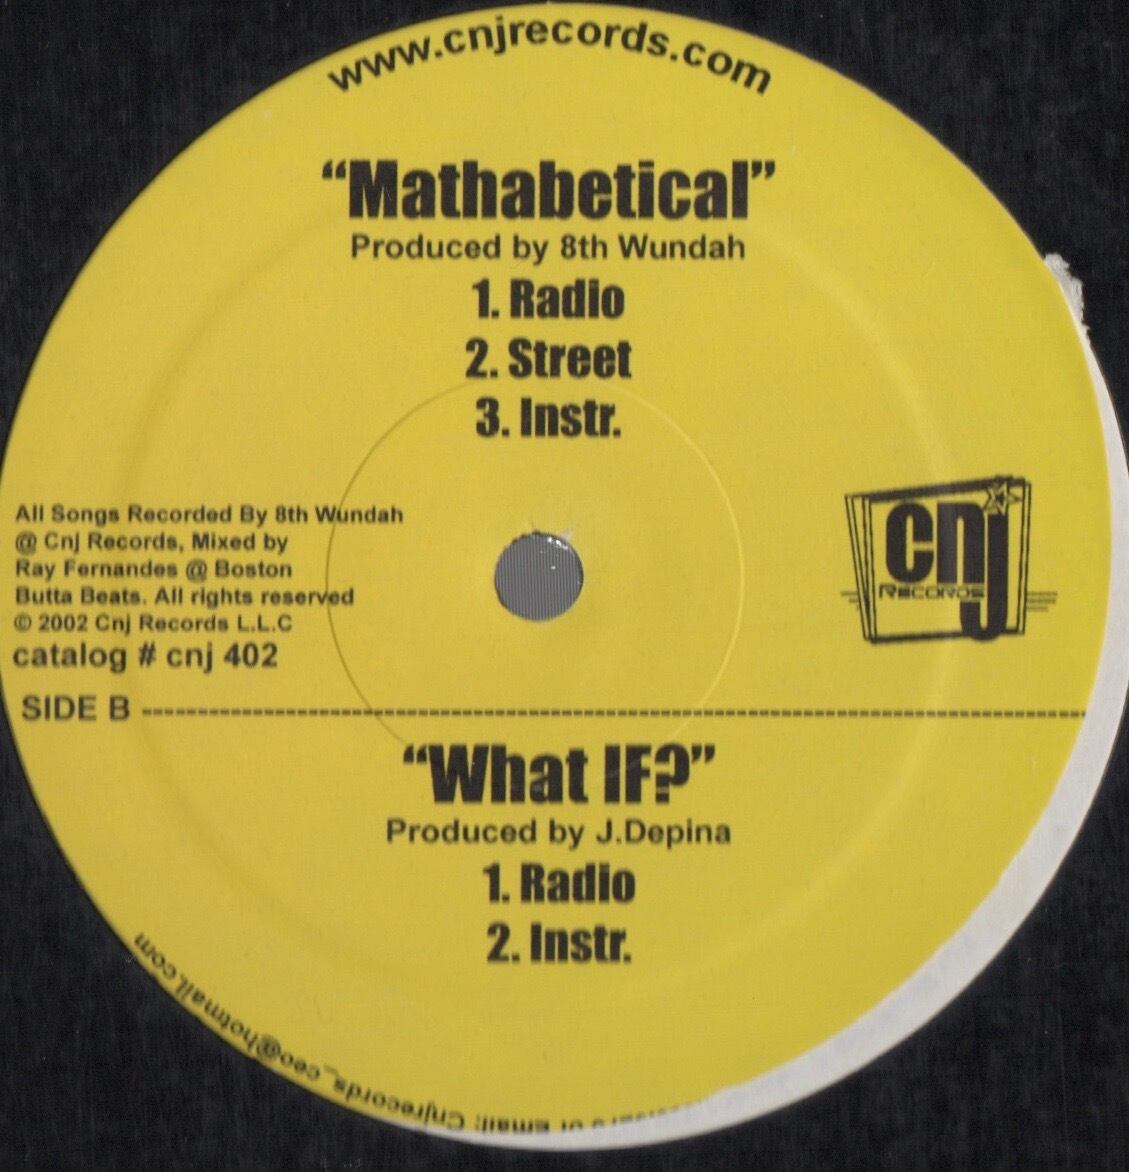 www.cnjrecords.com
“Mathabetical”
Produced by 8th Wundah
1. Radio
2. Street
3. Instr.
All Songs Recorded By 8th Wundah
@ Cnj Records, Mixed by
Ray Fernandes @ Boston
Butta Beats. All rights reserved
© 2002 Cnj Records L.L.C
catalog # cnj 402
cnj
RECORDS
SIDE B
“What IF?”
Produced by J.Depina
1. Radio
2. Instr.
or Email: Cnjrecords_ceo@hotmail.com